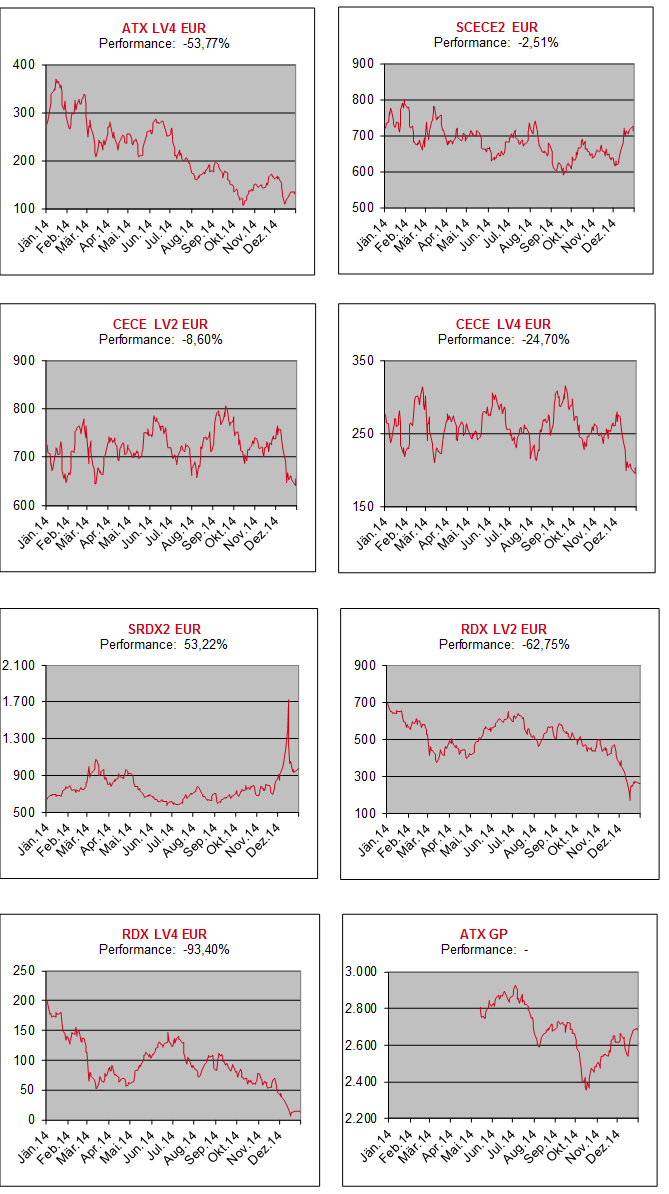 ATX LV4 EUR
Performance: -53,77%
400
300
200
100
Jän.14
Feb.14
Mär.14
Apr.14
Mai.14
Jun.14
Jul.14
Aug.14
Sep.14
Okt.14
Nov.14
Dez.14
SCECE2 EUR
Performance: -2,51%
900
800
700
600
500
Jän.14
Feb.14
Mär.14
Apr.14
Mai.14
Jun.14
Jul.14
Aug.14
Sep.14
Okt.14
Nov.14
Dez.14
CECE LV2 EUR
Performance: -8,60%
900
800
700
600
Jän.14
Feb.14
Mär.14
Apr.14
Mai.14
Jun.14
Jul.14
Aug.14
Sep.14
Okt.14
Nov.14
Dez.14
CECE LV4 EUR
Performance: -24,70%
350
250
150
Jän.14
Feb.14
Mär.14
Apr.14
Mai.14
Jun.14
Jul.14
Aug.14
Sep.14
Okt.14
Nov.14
Dez.14
SRDX2 EUR
Performance: 53,22%
2.100
1.700
1.300
900
500
Jän.14
Feb.14
Mär.14
Apr.14
Mai.14
Jun.14
Jul.14
Aug.14
Sep.14
Okt.14
Nov.14
Dez.14
RDX LV2 EUR
Performance: -62,75%
900
700
500
300
100
Jän.14
Feb.14
Mär.14
Apr.14
Mai.14
Jun.14
Jul.14
Aug.14
Sep.14
Okt.14
Nov.14
Dez.14
RDX LV4 EUR
Performance: -93,40%
250
200
150
100
50
0
Jän.14
Feb.14
Mär.14
Apr.14
Mai.14
Jun.14
Jul.14
Aug.14
Sep.14
Okt.14
Nov.14
Dez.14
ATX GP
Performance: -
3.000
2.800
2.600
2.400
2.200
Jän.14
Feb.14
Mär.14
Apr.14
Mai.14
Jun.14
Jul.14
Aug.14
Sep.14
Okt.14
Nov.14
Dez.14